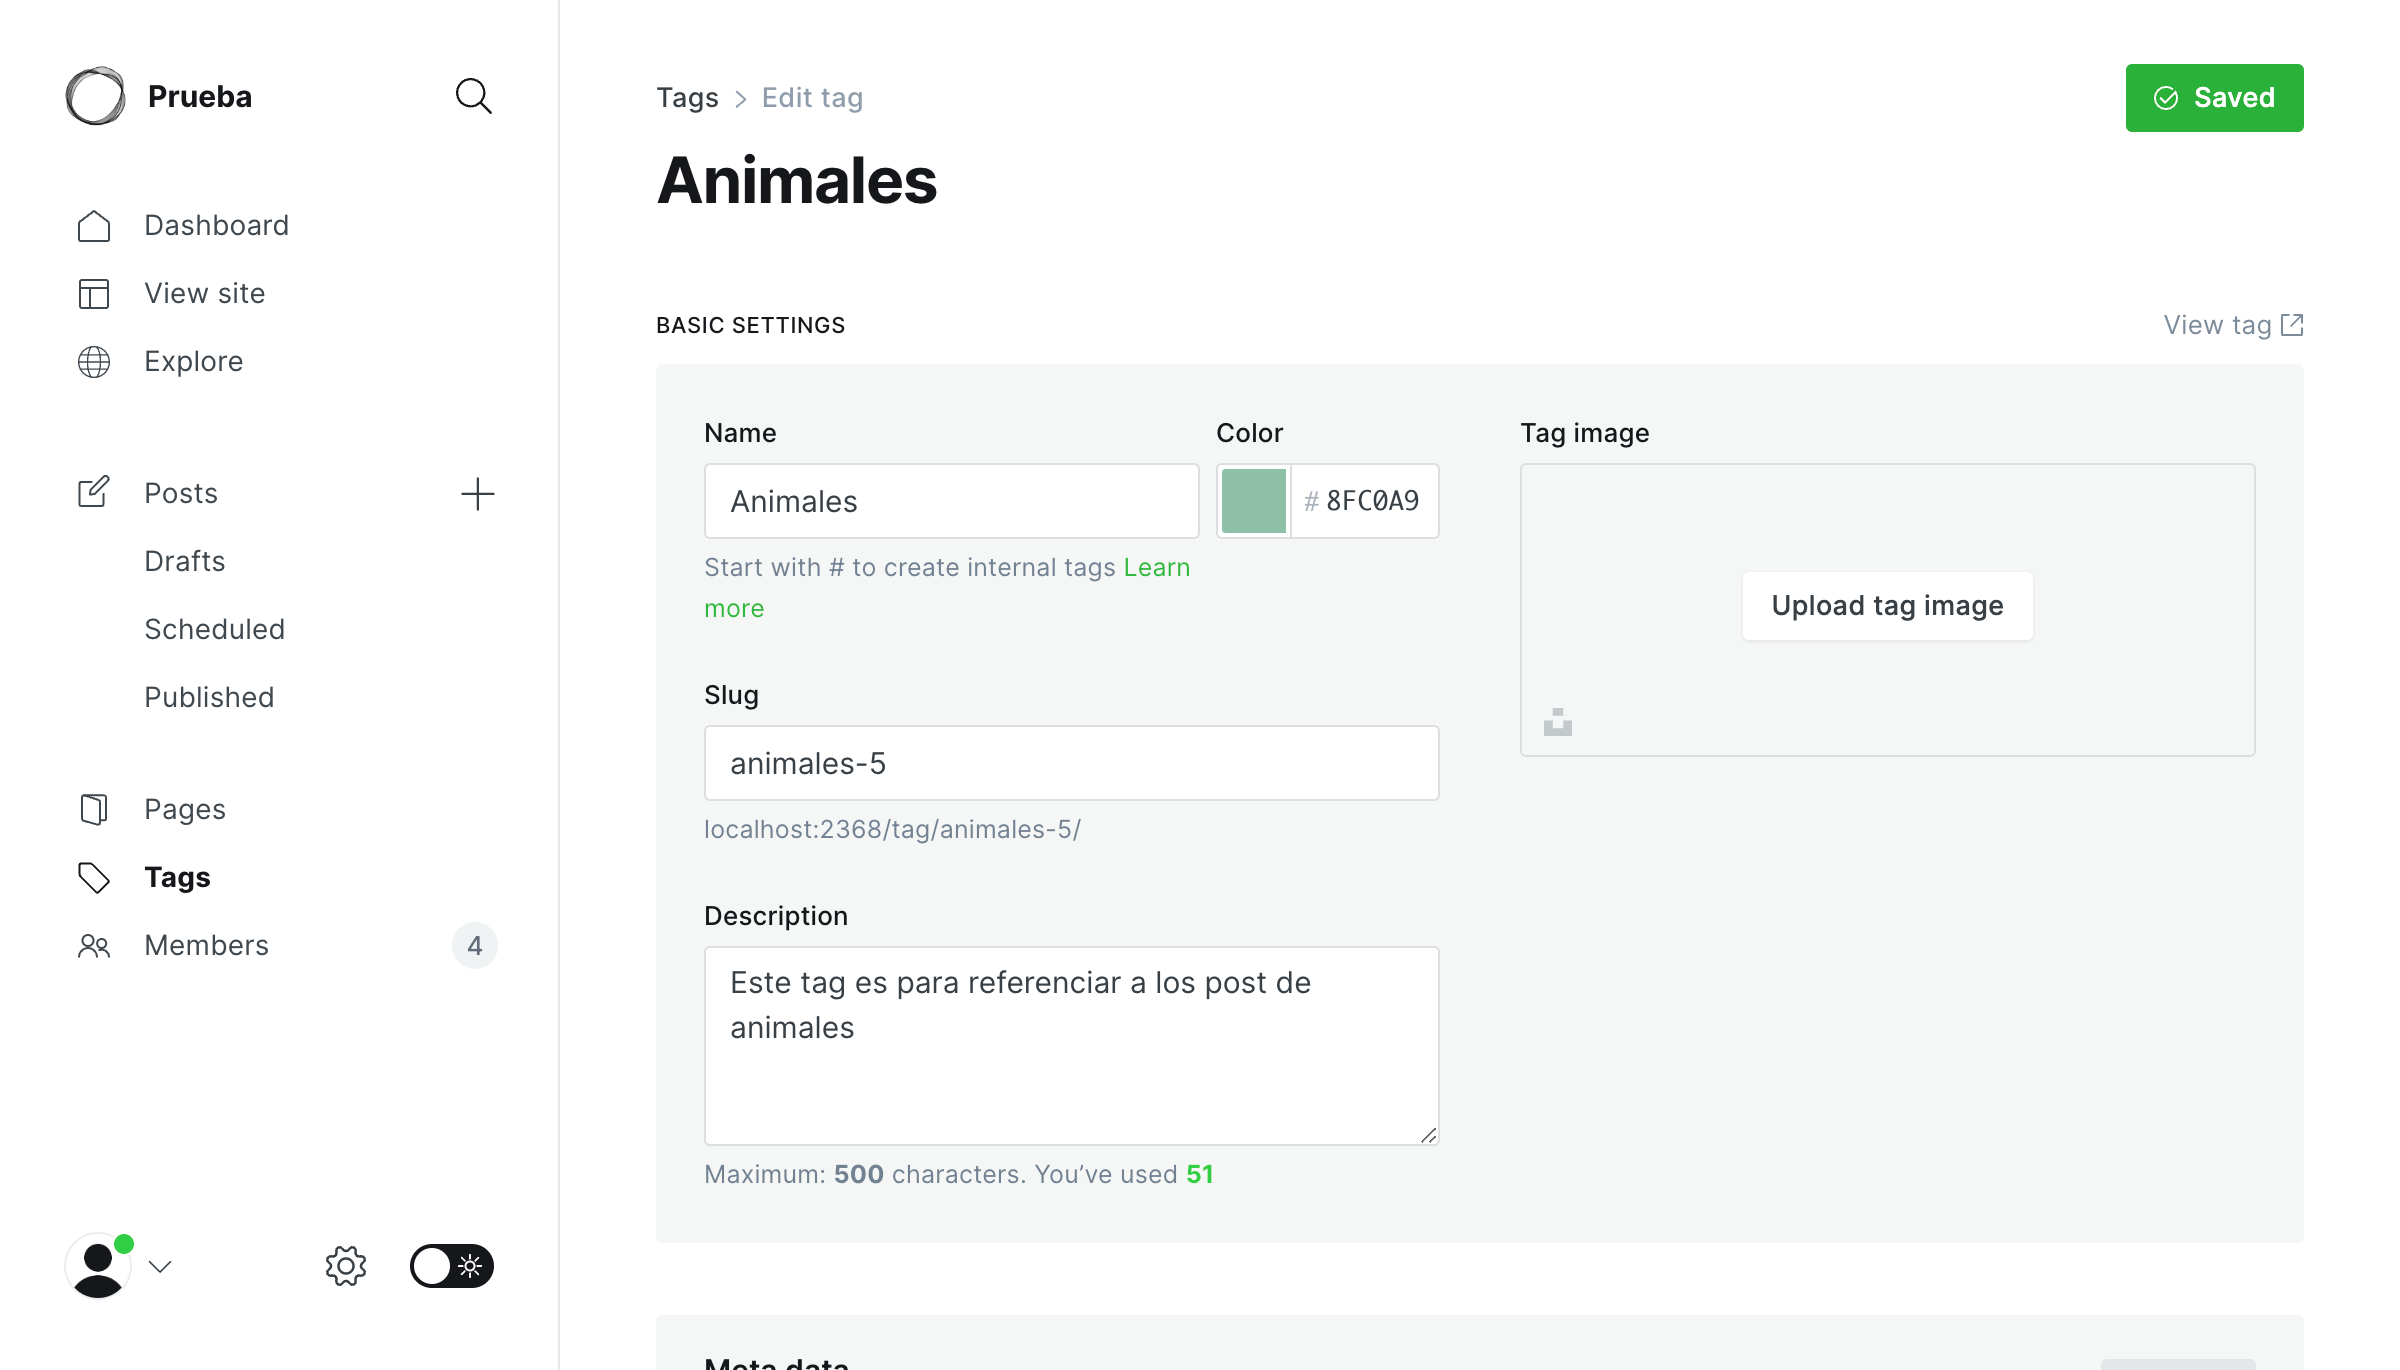 Prueba
Dashboard
View site
Explore
Posts
Drafts
Scheduled
Published
Pages
Tags
Members
4
Tags > Edit tag
Saved
Animales
BASIC SETTINGS
View tag
Name
Animales
Start with # to create internal tags Learn
more
Color
# 8FC0A9
Slug
animales-5
localhost:2368/tag/animales-5/
Description
Este tag es para referenciar a los post de
animales
Maximum: 500 characters. You’ve used 51
Tag image
Upload tag image
Meta data